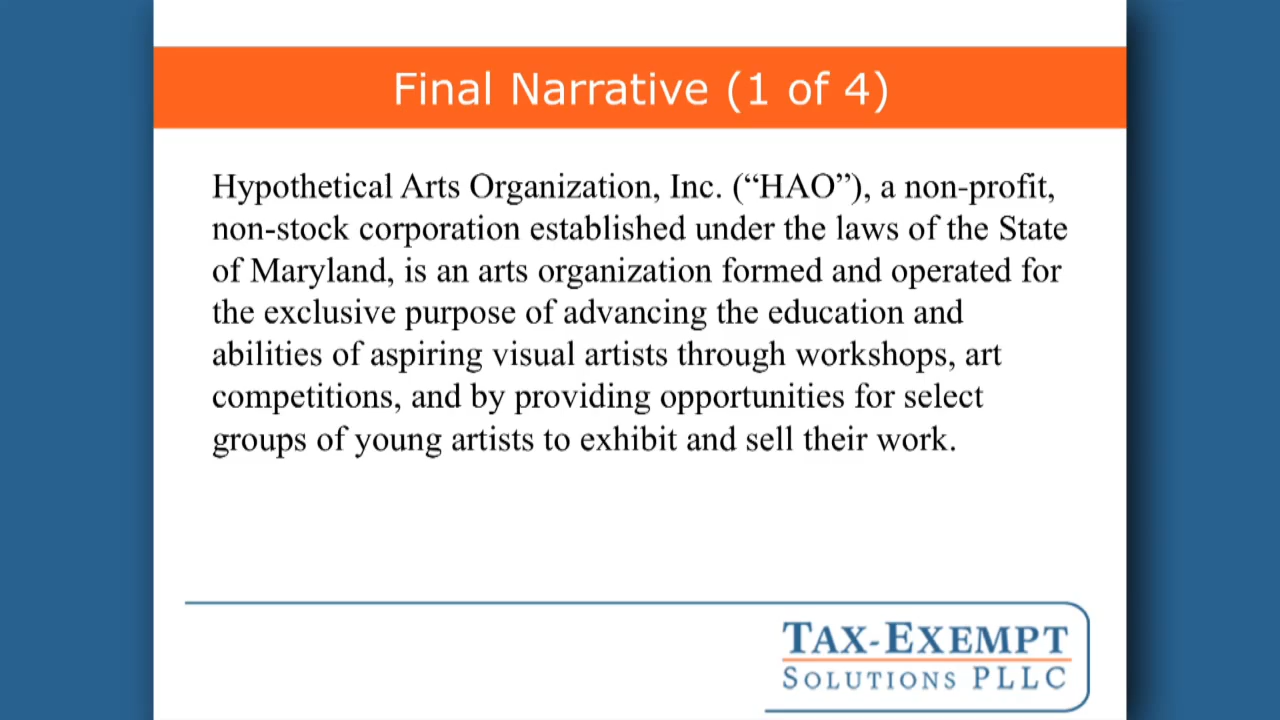 Final Narrative (1 of 4)
Hypothetical Arts Organization, Inc. (“HAO”), a non-profit,
non-stock corporation established under the laws of the State
of Maryland, is an arts organization formed and operated for
the exclusive purpose of advancing the education and
abilities of aspiring visual artists through workshops, art
competitions, and by providing opportunities for select
groups of young artists to exhibit and sell their work.
TAX-EXEMPT
SOLUTIONS PLLC